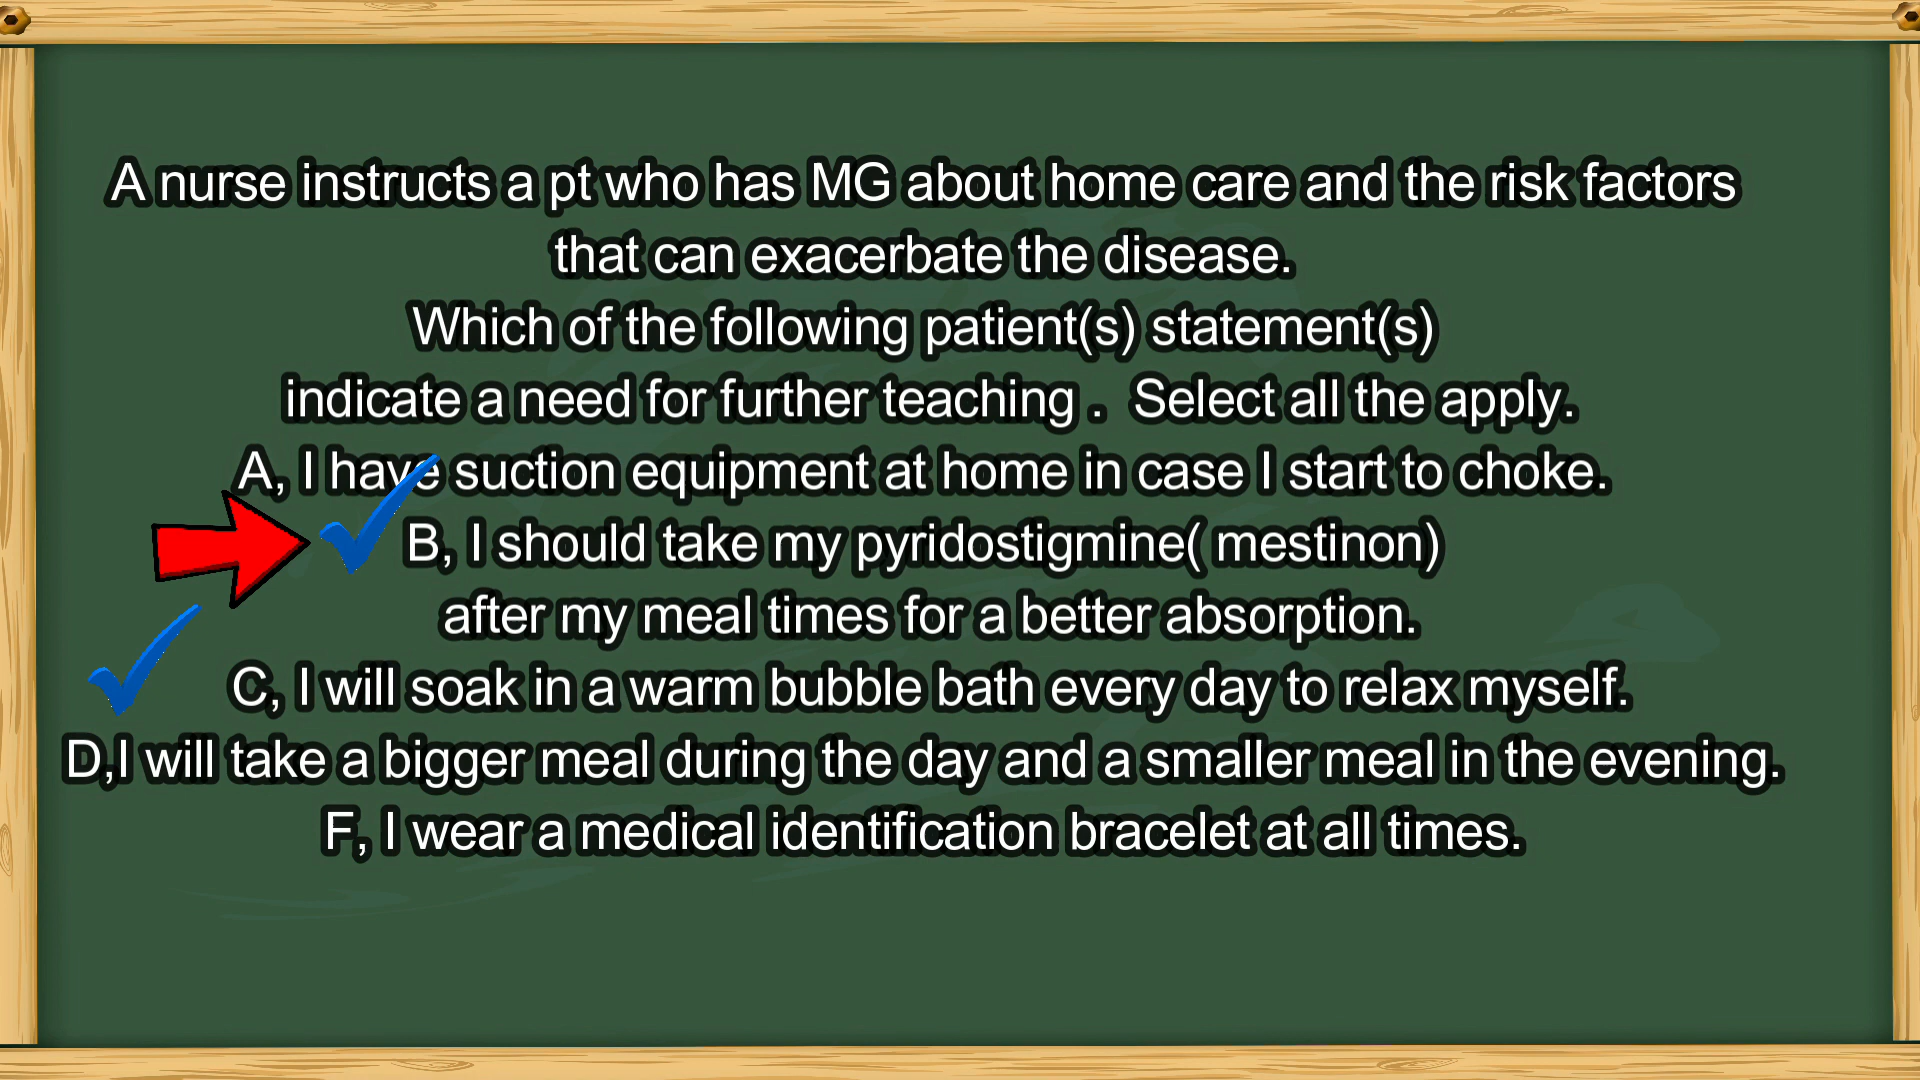 A nurse instructs a pt who has MG about home care and the risk factors
that can exacerbate the disease.
Which of the following patient(s) statement(s)
indicate a need for further teaching .  Select all the apply.
A, I have suction equipment at home in case I start to choke.
B, I should take my pyridostigmine( mestinon)
after my meal times for a better absorption.
C, I will soak in a warm bubble bath every day to relax myself.
D,I will take a bigger meal during the day and a smaller meal in the evening.
F, I wear a medical identification bracelet at all times.